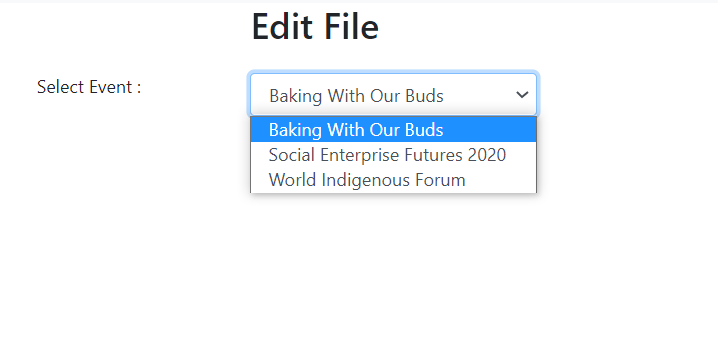 Edit File
Select Event :
Baking With Our Buds
Baking With Our Buds
Social Enterprise Futures 2020
World Indigenous Forum